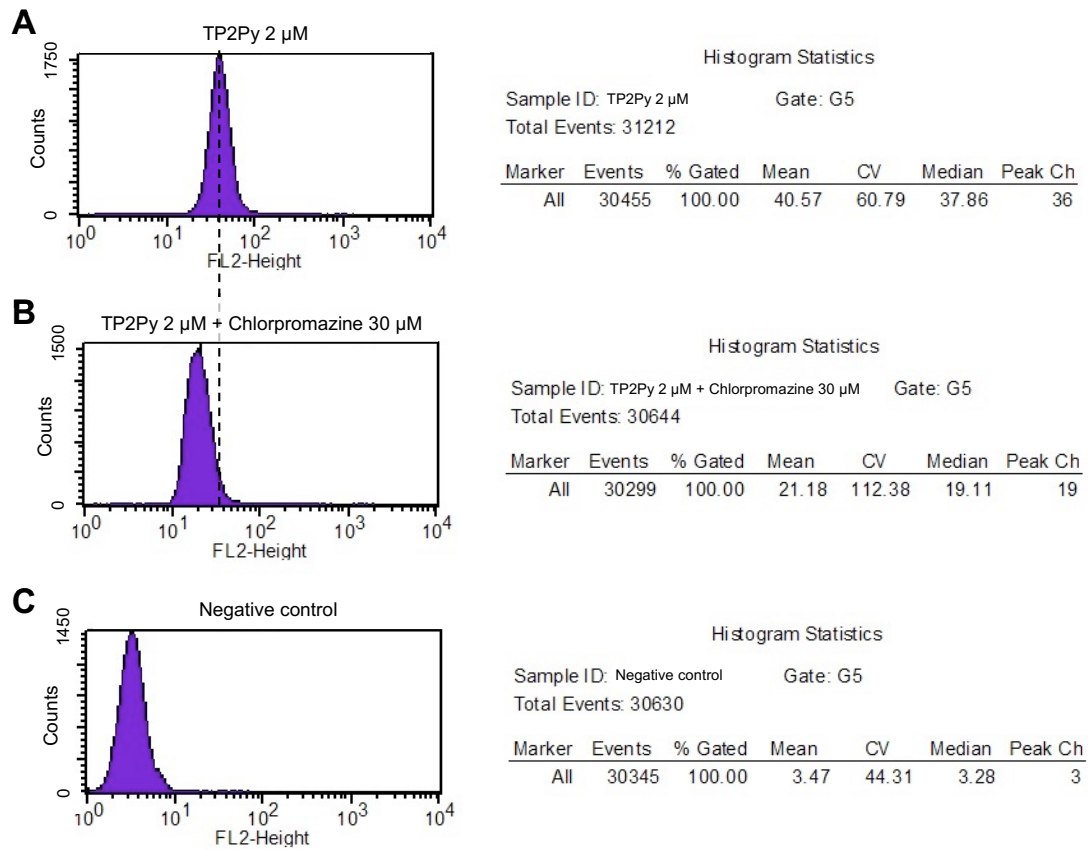 A
TP2Py 2 µM
1750
Counts
0
10^0 10^1 10^2 10^3 10^4
FL2-Height
Histogram Statistics
Sample ID: TP2Py 2 µM Gate: G5
Total Events: 31212
Marker Events % Gated Mean CV Median Peak Ch
All 30455 100.00 40.57 60.79 37.86 36
B
TP2Py 2 µM + Chlorpromazine 30 µM
1500
Counts
0
10^0 10^1 10^2 10^3 10^4
FL2-Height
Histogram Statistics
Sample ID: TP2Py 2 µM + Chlorpromazine 30 µM Gate: G5
Total Events: 30644
Marker Events % Gated Mean CV Median Peak Ch
All 30299 100.00 21.18 112.38 19.11 19
C
Negative control
1450
Counts
0
10^0 10^1 10^2 10^3 10^4
FL2-Height
Histogram Statistics
Sample ID: Negative control Gate: G5
Total Events: 30630
Marker Events % Gated Mean CV Median Peak Ch
All 30345 100.00 3.47 44.31 3.28 3